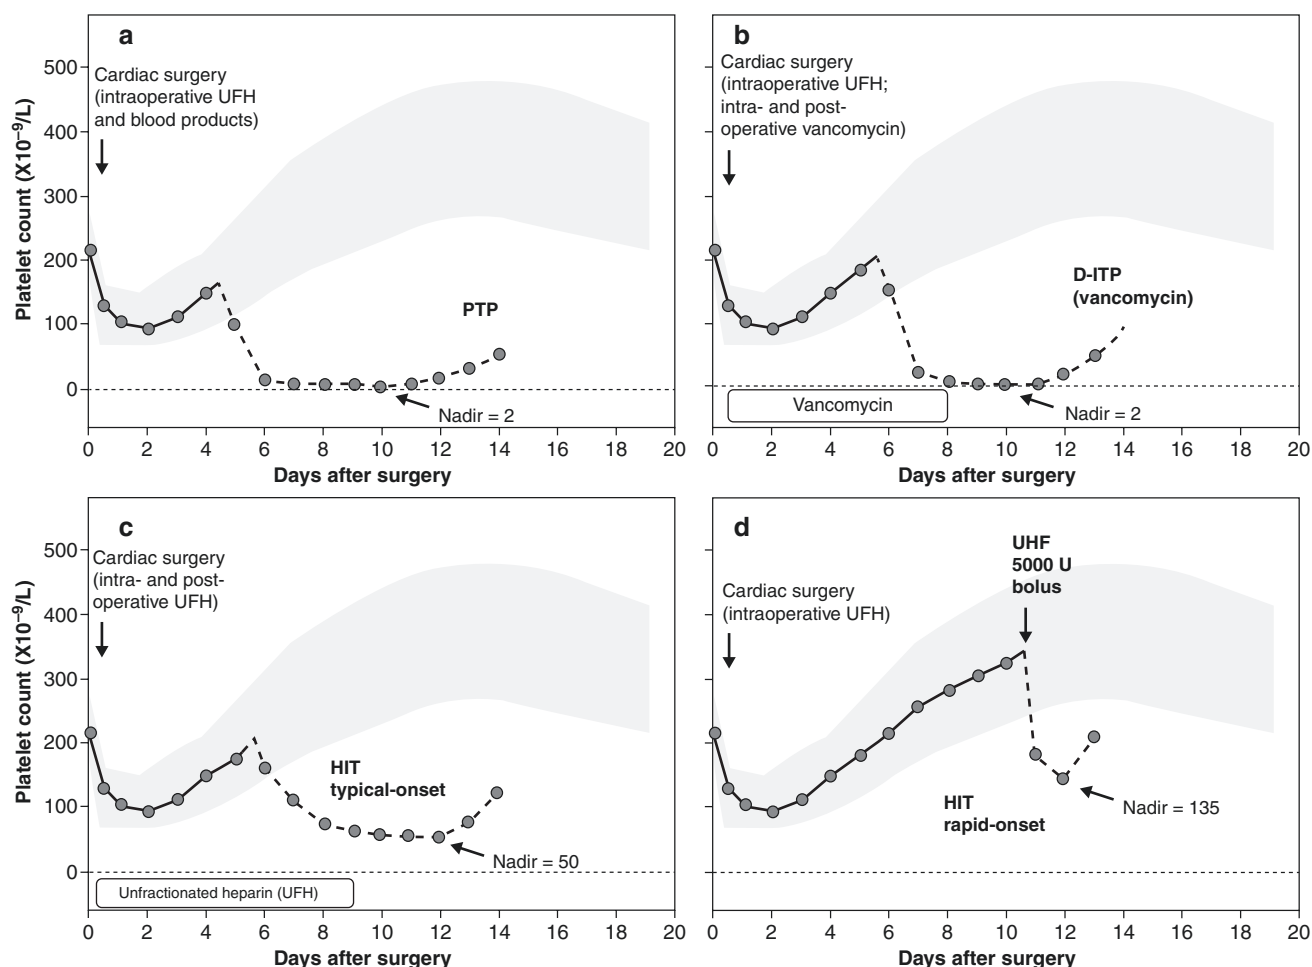 a
Cardiac surgery
(intraoperative UFH
and blood products)
PTP
Nadir = 2
Platelet count (X10⁻⁹/L)
500
400
300
200
100
0
0 2 4 6 8 10 12 14 16 18 20
Days after surgery
b
Cardiac surgery
(intraoperative UFH;
intra- and post-
operative vancomycin)
D-ITP
(vancomycin)
Vancomycin
Nadir = 2
0 2 4 6 8 10 12 14 16 18 20
Days after surgery
c
Cardiac surgery
(intra- and post-
operative UFH)
HIT
typical-onset
Nadir = 50
Unfractionated heparin (UFH)
Platelet count (X10⁻⁹/L)
500
400
300
200
100
0
0 2 4 6 8 10 12 14 16 18 20
Days after surgery
d
UHF
5000 U
bolus
Cardiac surgery
(intraoperative UFH)
HIT
rapid-onset
Nadir = 135
0 2 4 6 8 10 12 14 16 18 20
Days after surgery